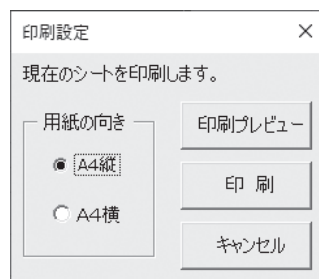 印刷設定
現在のシートを印刷します。
用紙の向き
A4縦
A4横
印刷プレビュー
印 刷
キャンセル